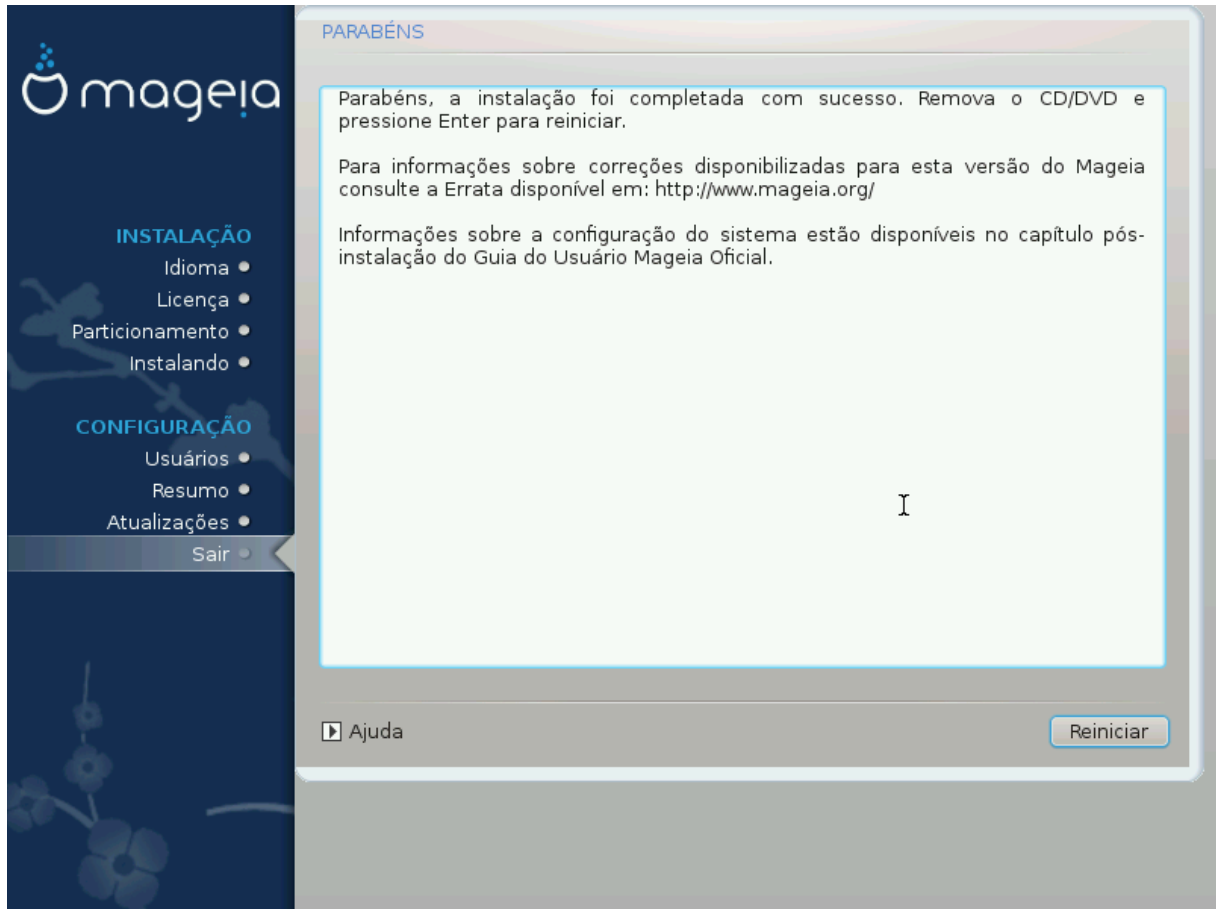 mageia
INSTALAÇÃO
Idioma
Licença
Particionamento
Instalando
CONFIGURAÇÃO
Usuários
Resumo
Atualizações
Sair
PARABÉNS
Parabéns, a instalação foi completada com sucesso. Remova o CD/DVD e
pressione Enter para reiniciar.
Para informações sobre correções disponibilizadas para esta versão do Mageia
consulte a Errata disponível em: http://www.mageia.org/
Informações sobre a configuração do sistema estão disponíveis no capítulo pós-
instalação do Guia do Usuário Mageia Oficial.
Ajuda
Reiniciar